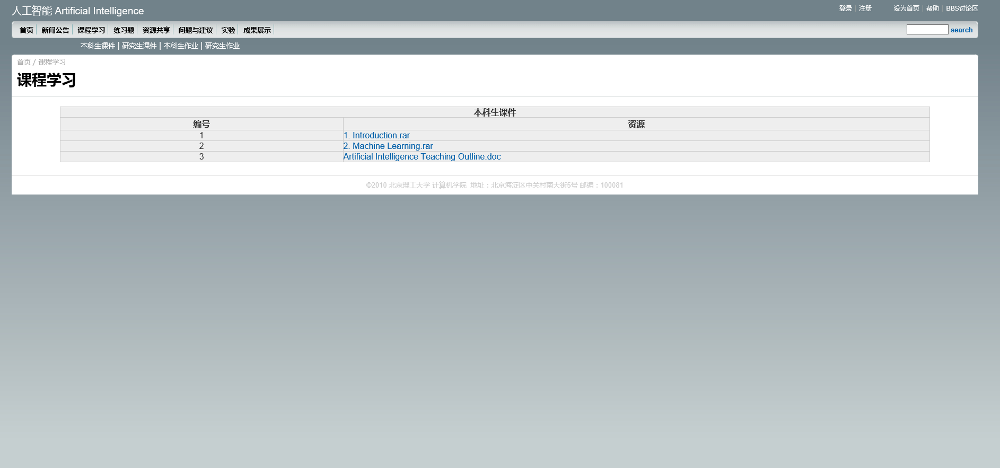 人工智能 Artificial Intelligence
登录 | 注册 设为首页 | 帮助 | BBS讨论区
首页 新闻公告 课程学习 练习题 资源共享 问题与建议 实验 成果展示 search
本科生课件 | 研究生课件 | 本科生作业 | 研究生作业
首页 / 课程学习
课程学习
本科生课件
编号 资源
1 1. Introduction.rar
2 2. Machine Learning.rar
3 Artificial Intelligence Teaching Outline.doc
©2010 北京理工大学 计算机学院 地址：北京海淀区中关村南大街5号 邮编：100081